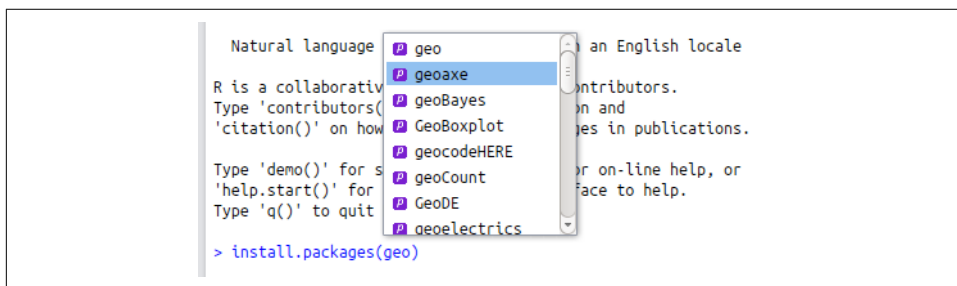 Natural language
n an English locale
R is a collaborativ
ontributors.
Type 'contributors(
on and
'citation()' on how
ges in publications.
Type 'demo()' for s
or on-line help, or
'help.start()' for
face to help.
Type 'q()' to quit
geo
geoaxe
geoBayes
GeoBoxplot
geocodeHERE
geoCount
GeoDE
geoelectrics
> install.packages(geo)